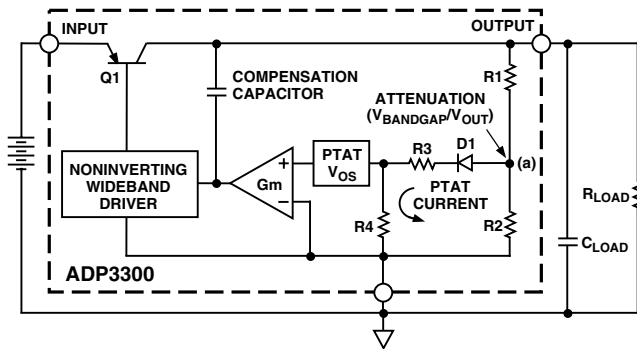 INPUT
OUTPUT
Q1
COMPENSATION
CAPACITOR
R1
ATTENUATION
(VBANDGAP/VOUT)
R3
D1
(a)
PTAT
VOS
NONINVERTING
WIDEBAND
DRIVER
Gm
+
−
PTAT
CURRENT
R4
R2
RLOAD
CLOAD
ADP3300